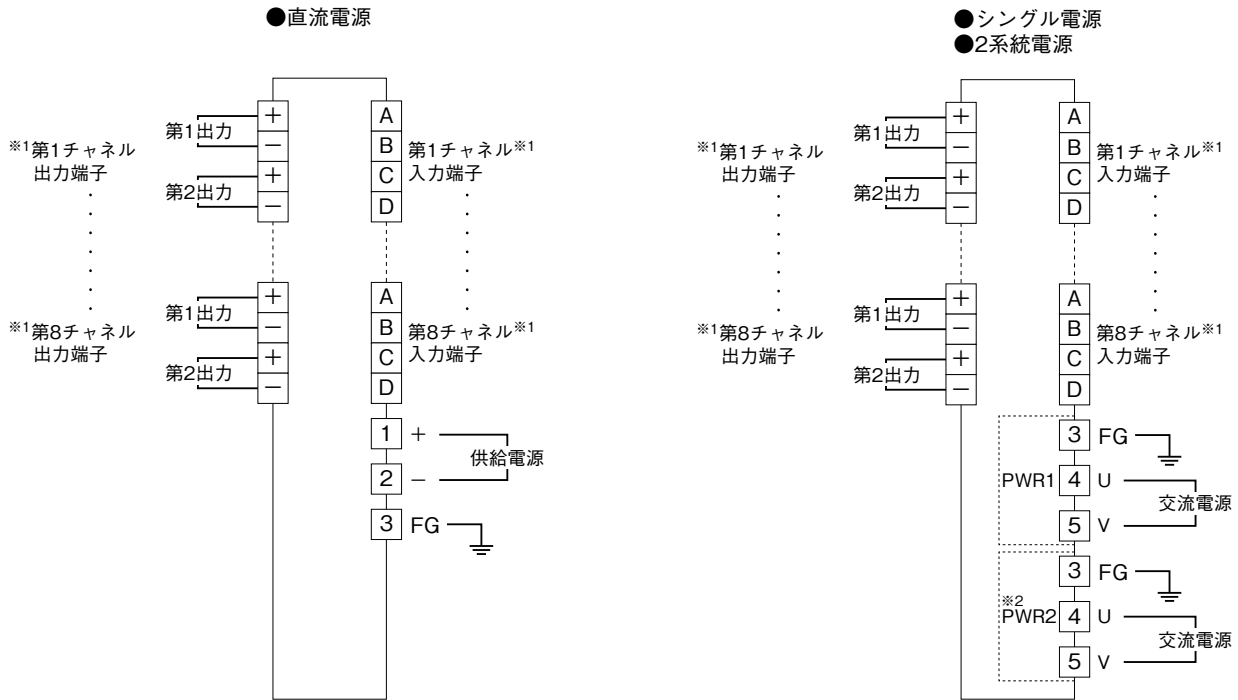 ●直流電源
第1出力
※1第1チャネル
出力端子
第2出力
+
−
+
−
A
B
C
D
第1チャネル※1
入力端子
第1出力
※1第8チャネル
出力端子
第2出力
+
−
+
−
A
B
C
D
第8チャネル※1
入力端子
1 +
供給電源
2 −
3 FG
●シングル電源
●2系統電源
第1出力
※1第1チャネル
出力端子
第2出力
+
−
+
−
A
B
C
D
第1チャネル※1
入力端子
第1出力
※1第8チャネル
出力端子
第2出力
+
−
+
−
A
B
C
D
第8チャネル※1
入力端子
3 FG
PWR1 4 U
交流電源
5 V
3 FG
※2
PWR2 4 U
交流電源
5 V